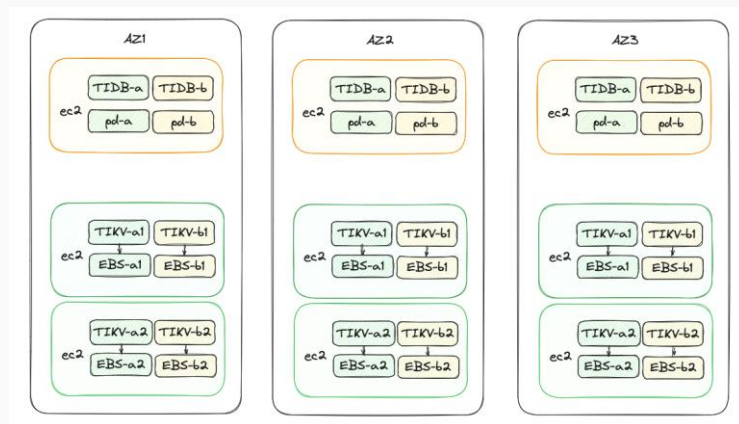 AZ1
TIDB-a TIDB-b
ec2
pd-a pd-b
TIKV-a1 TIKV-b1
ec2
EBS-a1 EBS-b1
TIKV-a2 TIKV-b2
ec2
EBS-a2 EBS-b2
AZ2
TIDB-a TIDB-b
ec2
pd-a pd-b
TIKV-a1 TIKV-b1
ec2
EBS-a1 EBS-b1
TIKV-a2 TIKV-b2
ec2
EBS-a2 EBS-b2
AZ3
TIDB-a TIDB-b
ec2
pd-a pd-b
TIKV-a1 TIKV-b1
ec2
EBS-a1 EBS-b1
TIKV-a2 TIKV-b2
ec2
EBS-a2 EBS-b2